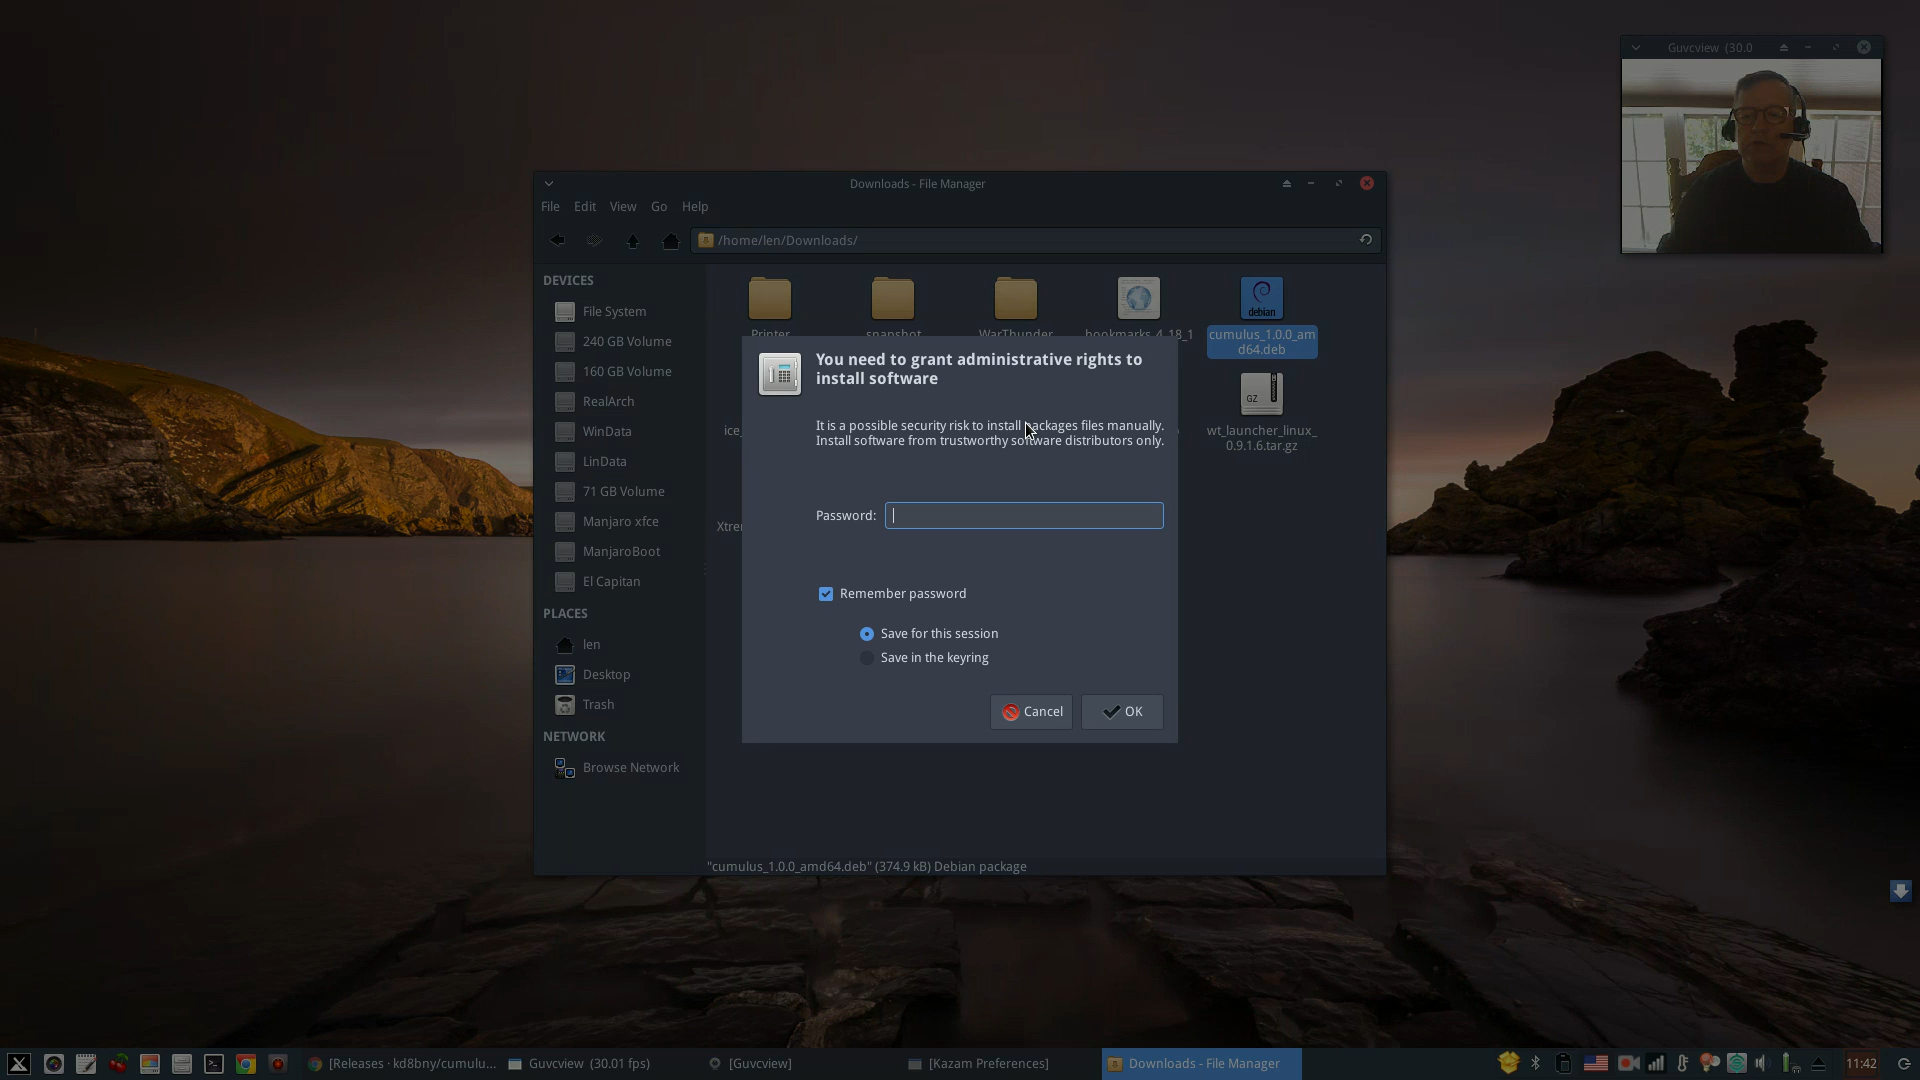 Guvcview (30.0
Downloads - File Manager
File Edit View Go Help
/home/len/Downloads/
DEVICES
File System
240 GB Volume
160 GB Volume
RealArch
WinData
LinData
71 GB Volume
Manjaro xfce
ManjaroBoot
El Capitan
PLACES
len
Desktop
Trash
NETWORK
Browse Network
Printer
snapshot
WarThunder
bookmarks_4_18_1
debian
cumulus_1.0.0_am
d64.deb
GZ
ice_
wt_launcher_linux_
0.9.1.6.tar.gz
Xtrer
You need to grant administrative rights to
install software
It is a possible security risk to install packages files manually.
Install software from trustworthy software distributors only.
Password:
Remember password
Save for this session
Save in the keyring
Cancel
OK
"cumulus_1.0.0_amd64.deb" (374.9 kB) Debian package
[Releases · kd8bny/cumulu...
Guvcview (30.01 fps)
[Guvcview]
[Kazam Preferences]
Downloads - File Manager
11:42